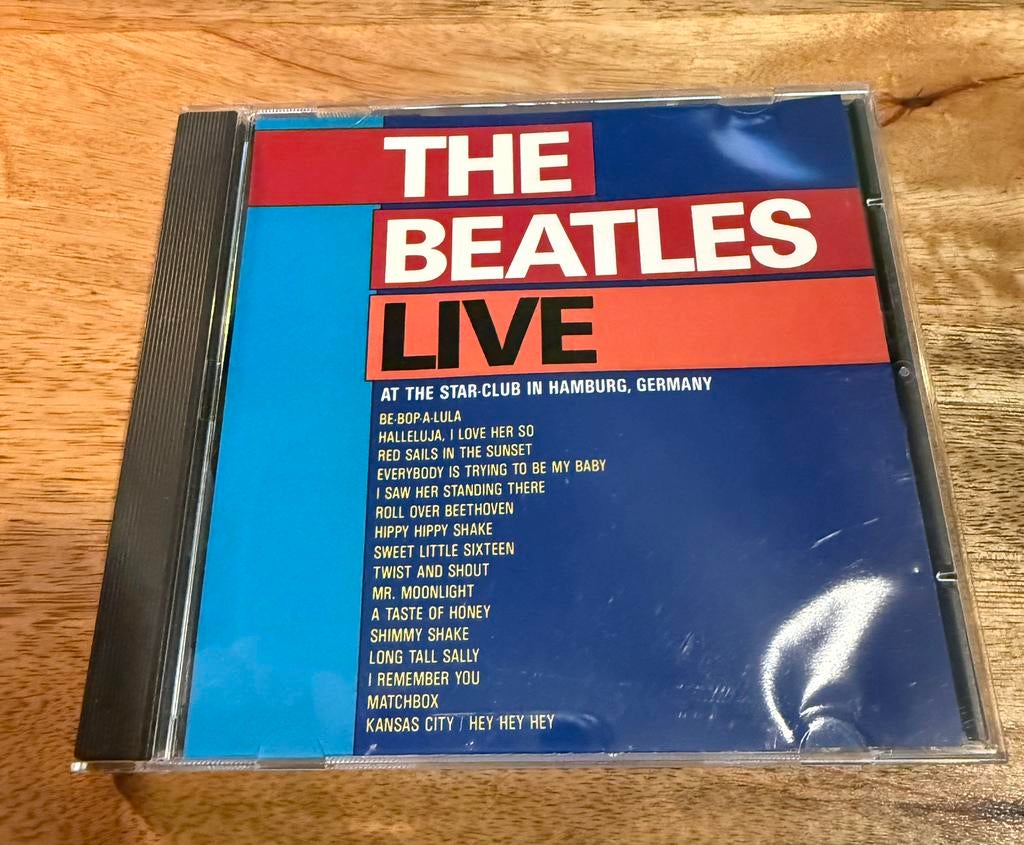 THE
BEATLES
LIVE
AT THE STAR-CLUB IN HAMBURG, GERMANY
BE-BOP-A-LULA
HALLELUJA, I LOVE HER SO
RED SAILS IN THE SUNSET
EVERYBODY IS TRYING TO BE MY BABY
I SAW HER STANDING THERE
ROLL OVER BEETHOVEN
HIPPY HIPPY SHAKE
SWEET LITTLE SIXTEEN
TWIST AND SHOUT
MR. MOONLIGHT
A TASTE OF HONEY
SHIMMY SHAKE
LONG TALL SALLY
I REMEMBER YOU
MATCHBOX
KANSAS CITY / HEY HEY HEY